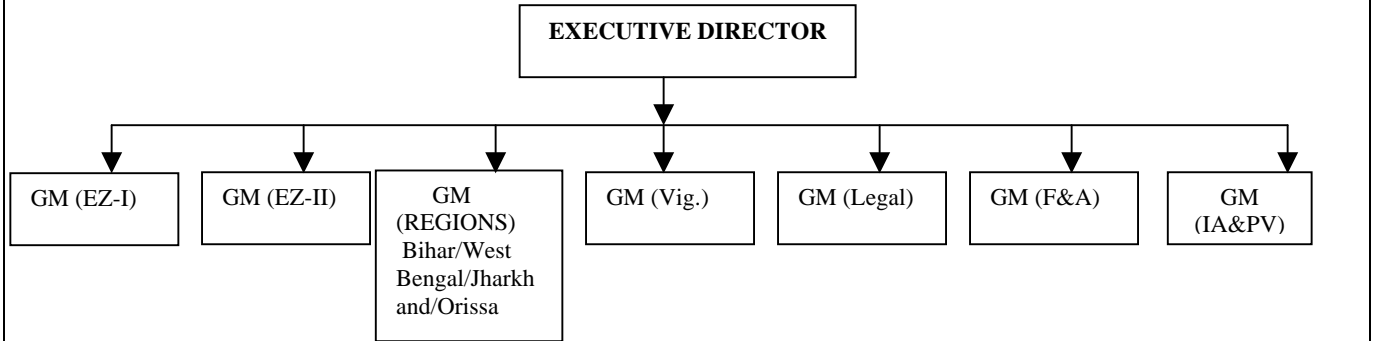 EXECUTIVE DIRECTOR
GM (EZ-I)
GM (EZ-II)
GM
(REGIONS)
Bihar/West
Bengal/Jharkh
and/Orissa
GM (Vig.)
GM (Legal)
GM (F&A)
GM
(IA&PV)